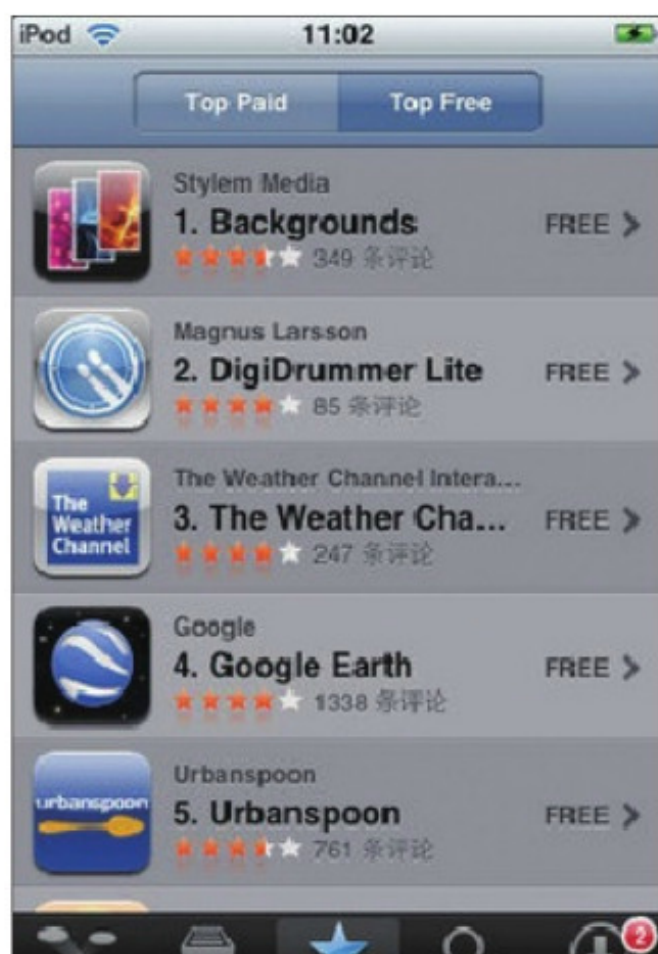 iPod 11:02
Top Paid Top Free
Stylem Media
1. Backgrounds FREE
349 条评论
Magnus Larsson
2. DigiDrummer Lite FREE
85 条评论
The Weather Channel
The Weather Channel Intera...
3. The Weather Cha... FREE
247 条评论
Google
4. Google Earth FREE
1338 条评论
urbanspoon
Urbanspoon
5. Urbanspoon FREE
761 条评论
2